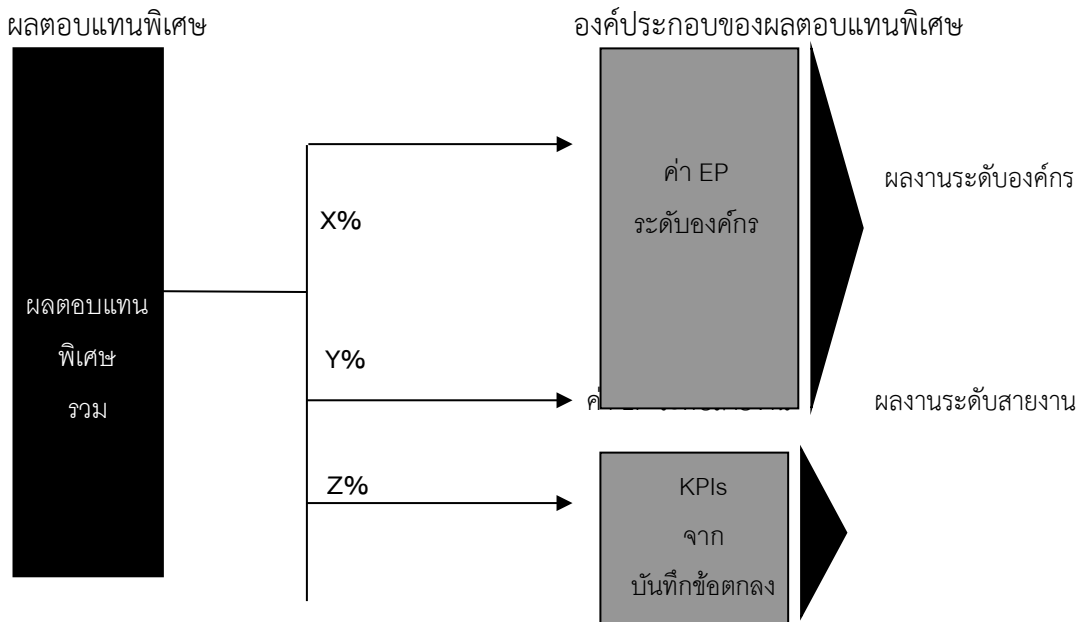 ผลตอบแทนพิเศษ
องค์ประกอบของผลตอบแทนพิเศษ
ค่า EP
ระดับองค์กร
ผลงานระดับองค์กร
X%
ผลตอบแทน
พิเศษ
รวม
Y%
ผลงานระดับสายงาน
Z%
KPIs
จาก
บันทึกข้อตกลง